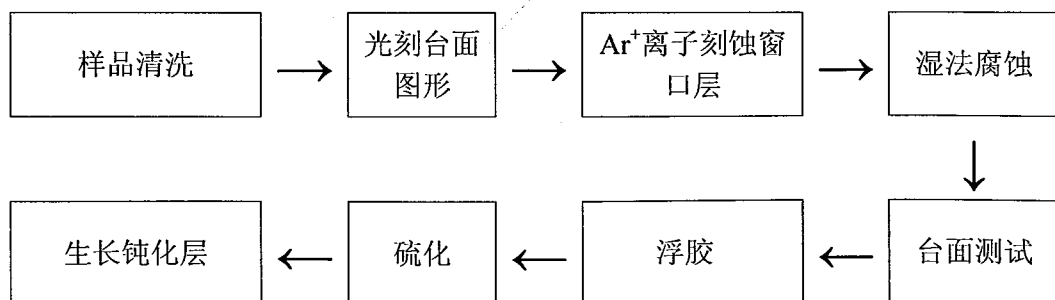 样品清洗
光刻台面
图形
Ar⁺离子刻蚀窗
口层
湿法腐蚀
台面测试
浮胶
硫化
生长钝化层